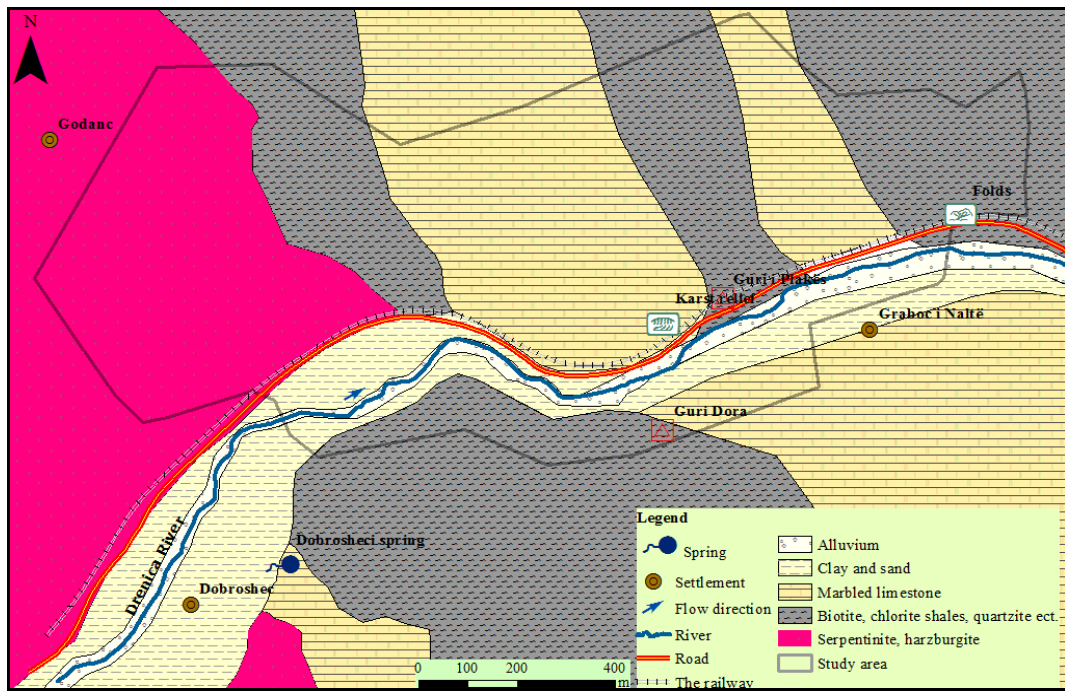 N
Godanc
Folds
Guri i Plakës
Karst relief
Graboc i Naltë
Guri Dora
Drenica River
Dobrosheci spring
Dobroshec
Legend
Spring
Settlement
Flow direction
River
Road
The railway
Alluvium
Clay and sand
Marbled limestone
Biotite, chlorite shales, quartzite ect.
Serpentinite, harzburgite
Study area
0 100 200 400
m